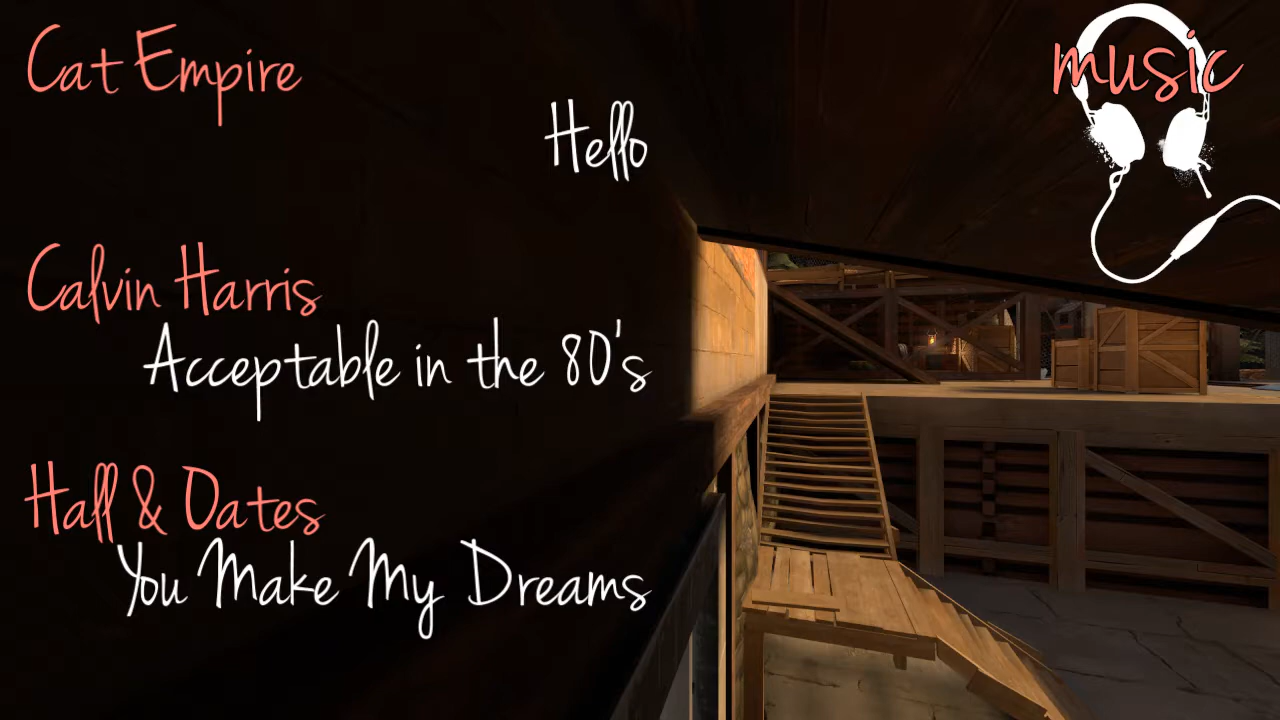 Cat Empire
Hello
Calvin Harris
Acceptable in the 80's
Hall & Oates
You Make My Dreams
music